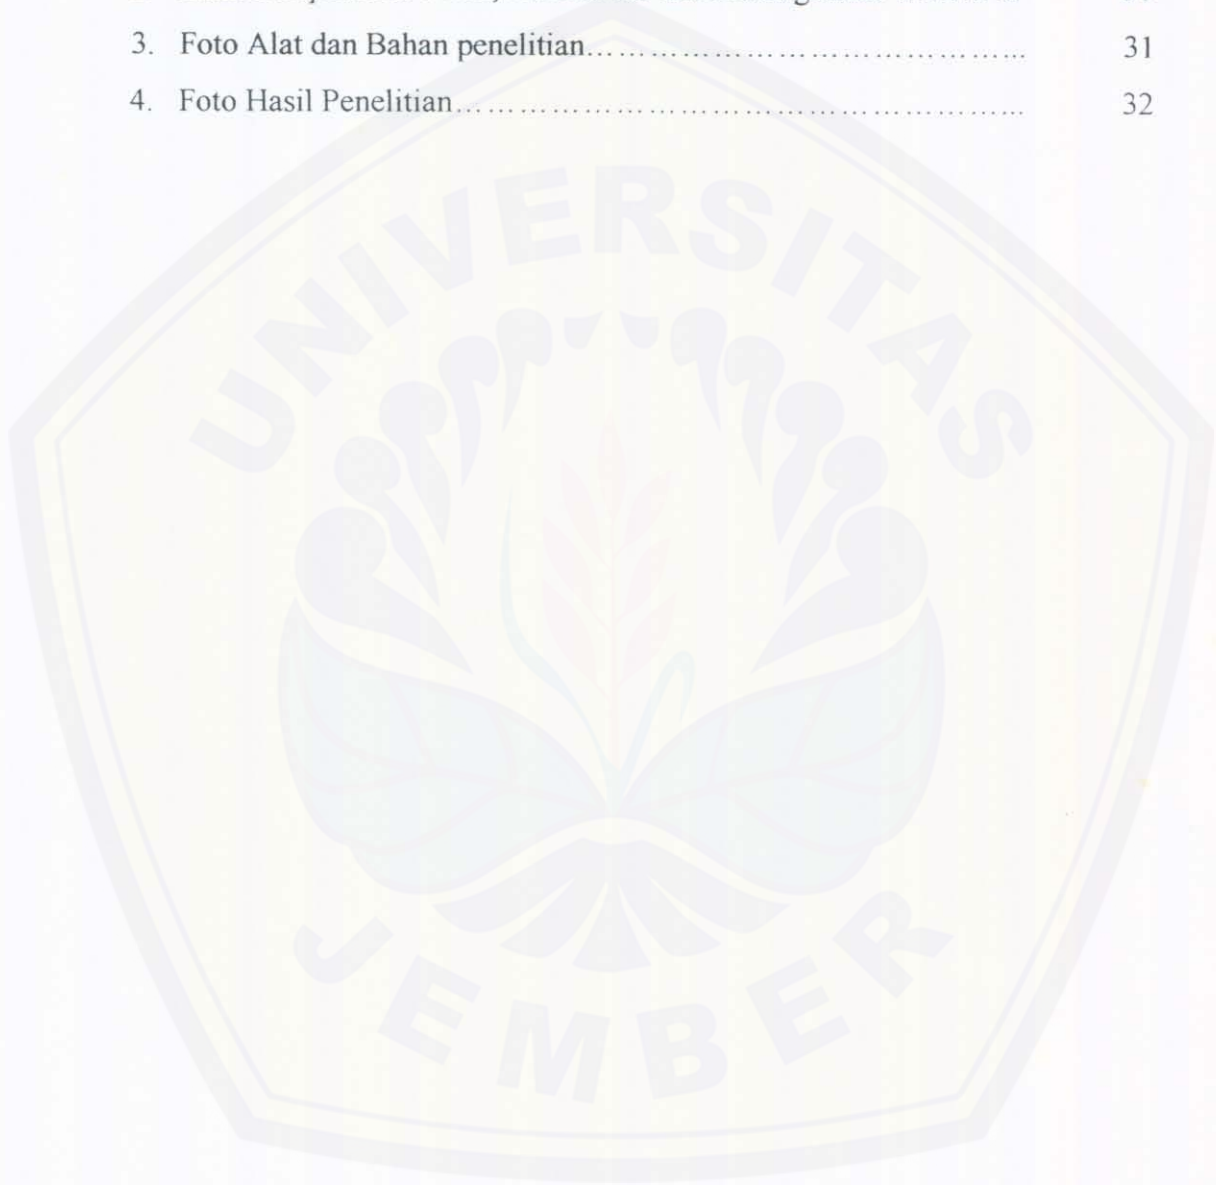 3. Foto Alat dan Bahan penelitian……………………………………… 31
4. Foto Hasil Penelitian………………………………………………… 32
UNIVERSITAS
JEMBER